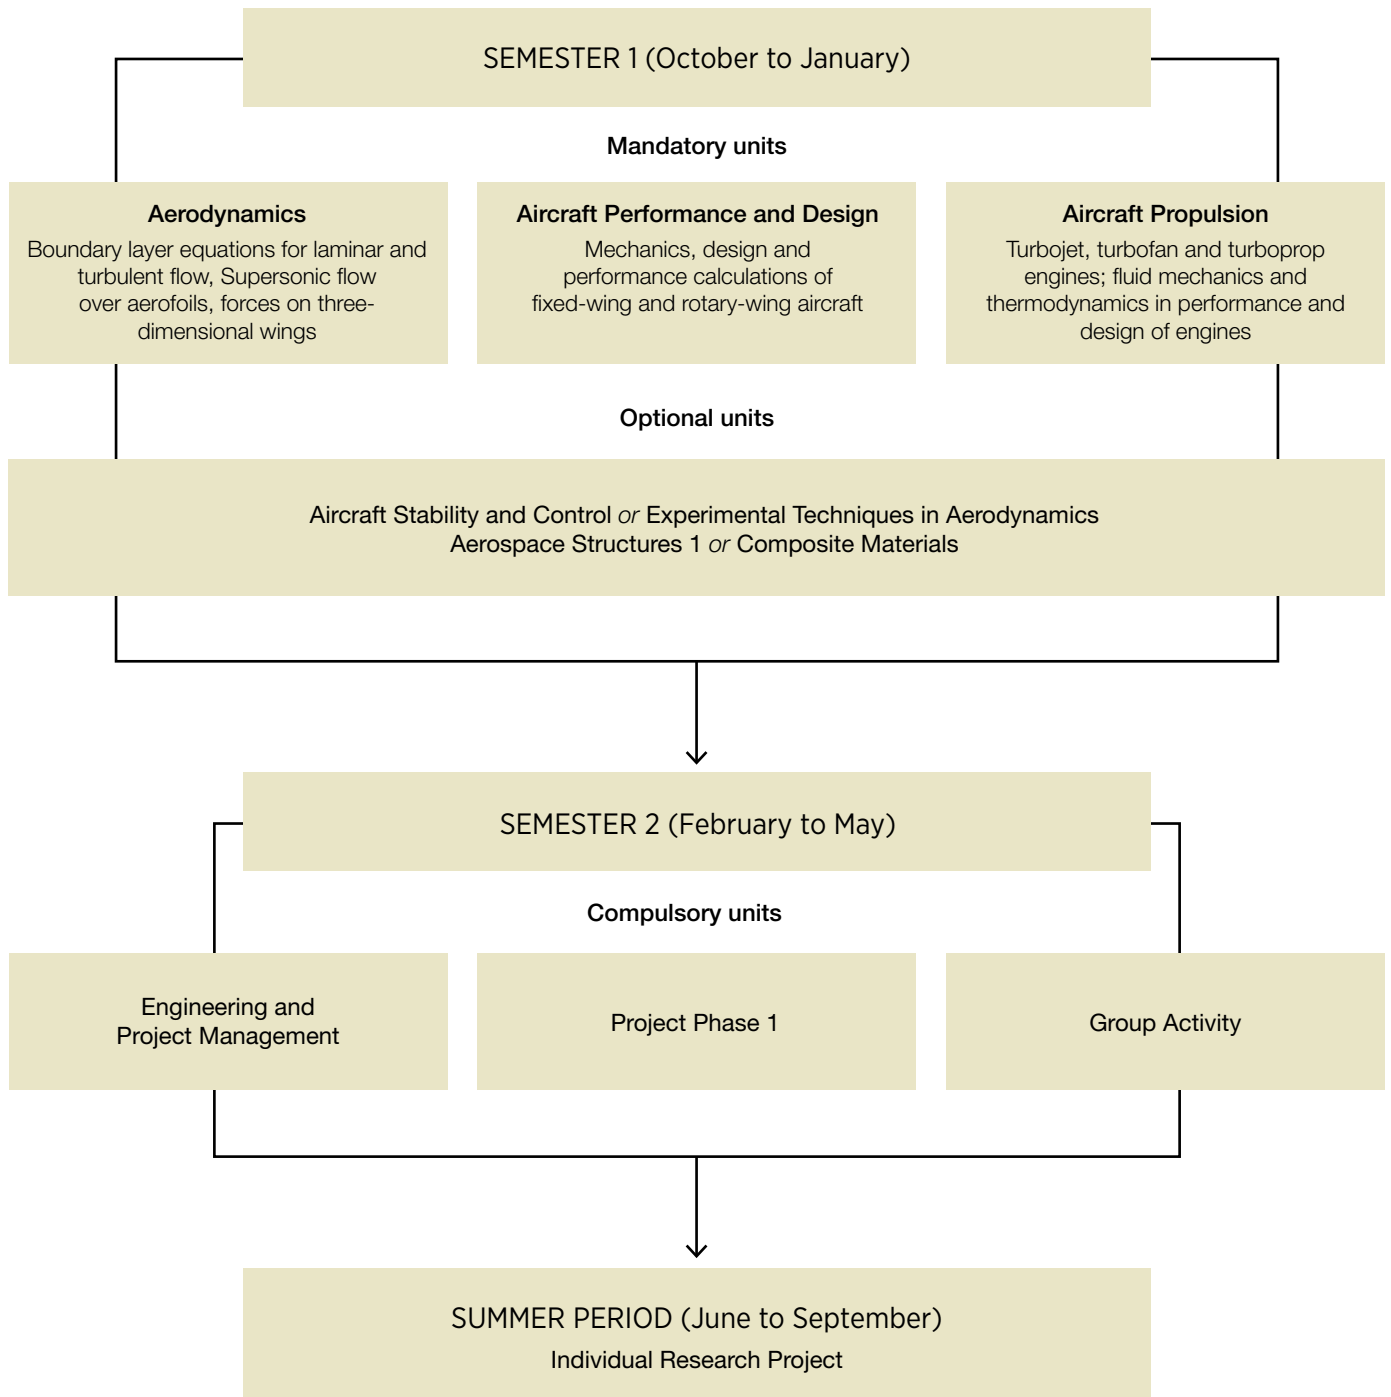 SEMESTER 1 (October to January)
Mandatory units
Aerodynamics
Boundary layer equations for laminar and
turbulent flow, Supersonic flow
over aerofoils, forces on three-
dimensional wings
Aircraft Performance and Design
Mechanics, design and
performance calculations of
fixed-wing and rotary-wing aircraft
Aircraft Propulsion
Turbojet, turbofan and turboprop
engines; fluid mechanics and
thermodynamics in performance and
design of engines
Optional units
Aircraft Stability and Control or Experimental Techniques in Aerodynamics
Aerospace Structures 1 or Composite Materials
SEMESTER 2 (February to May)
Compulsory units
Engineering and
Project Management
Project Phase 1
Group Activity
SUMMER PERIOD (June to September)
Individual Research Project